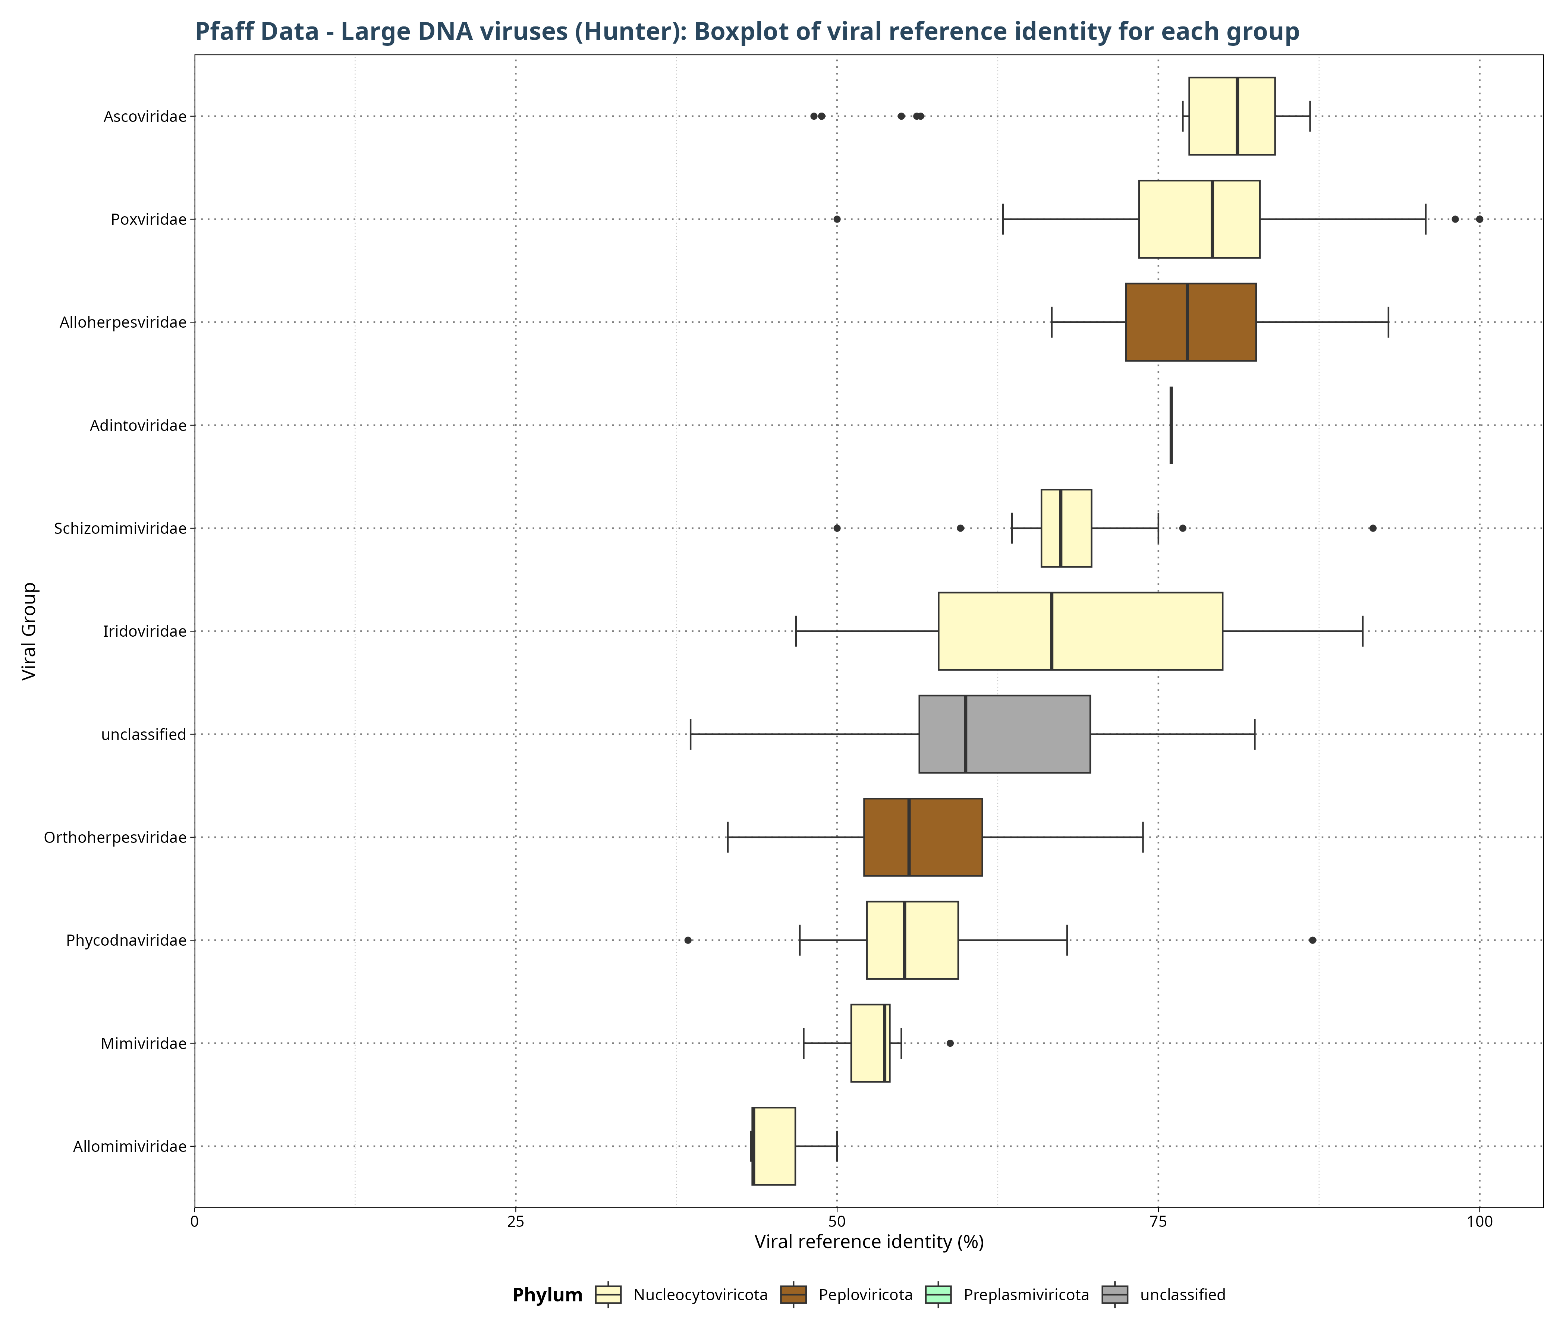 Pfaff Data - Large DNA viruses (Hunter): Boxplot of viral reference identity for each group
Viral Group
Ascoviridae
Poxviridae
Alloherpesviridae
Adintoviridae
Schizomimiviridae
Iridoviridae
unclassified
Orthoherpesviridae
Phycodnaviridae
Mimiviridae
Allomimiviridae
0 25 50 75 100
Viral reference identity (%)
Phylum Nucleocytoviricota Peploviricota Preplasmiviricota unclassified